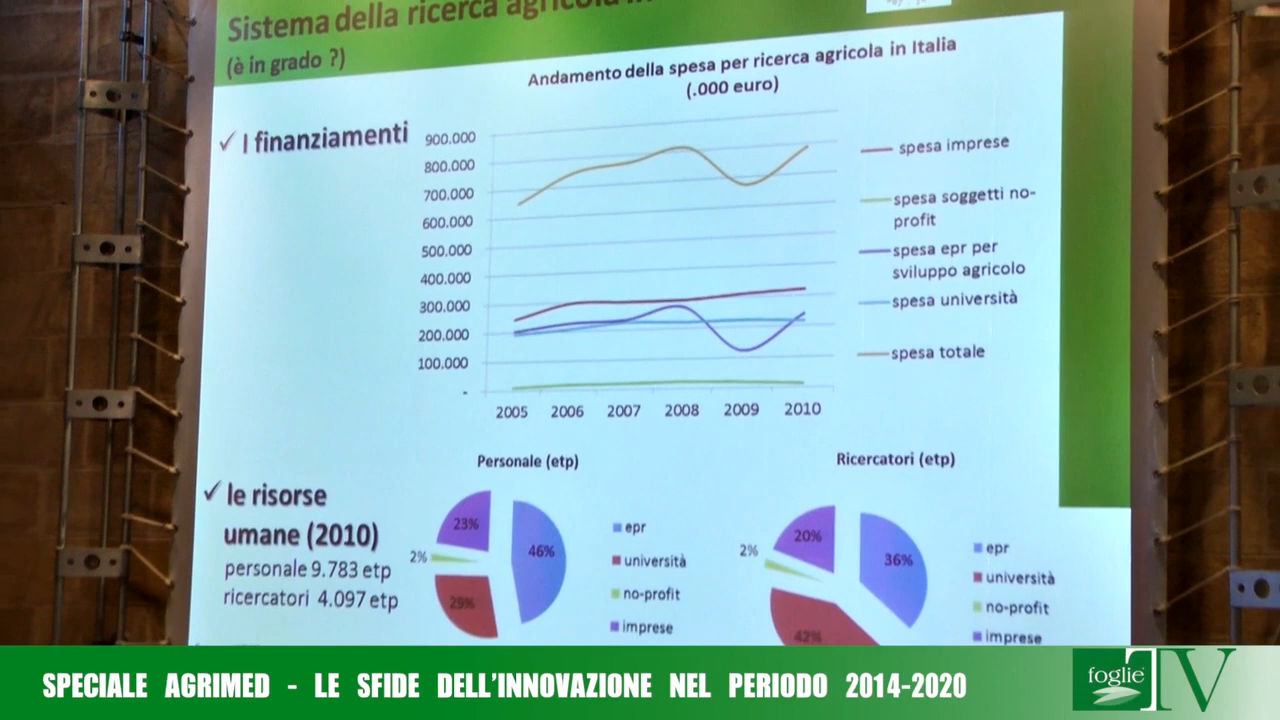 Sistema della ricerca agricola
(è in grado ?)
Andamento della spesa per ricerca agricola in Italia
(.000 euro)
✓ I finanziamenti
900.000
800.000
700.000
600.000
500.000
400.000
300.000
200.000
100.000
-
2005 2006 2007 2008 2009 2010
spesa imprese
spesa soggetti no-
profit
spesa epr per
sviluppo agricolo
spesa università
spesa totale
✓ le risorse
umane (2010)
personale 9.783 etp
ricercatori 4.097 etp
Personale (etp)
23%
46%
2%
29%
epr
università
no-profit
imprese
Ricercatori (etp)
20%
36%
2%
42%
epr
università
no-profit
imprese
SPECIALE AGRIMED - LE SFIDE DELL'INNOVAZIONE NEL PERIODO 2014-2020
foglie TV